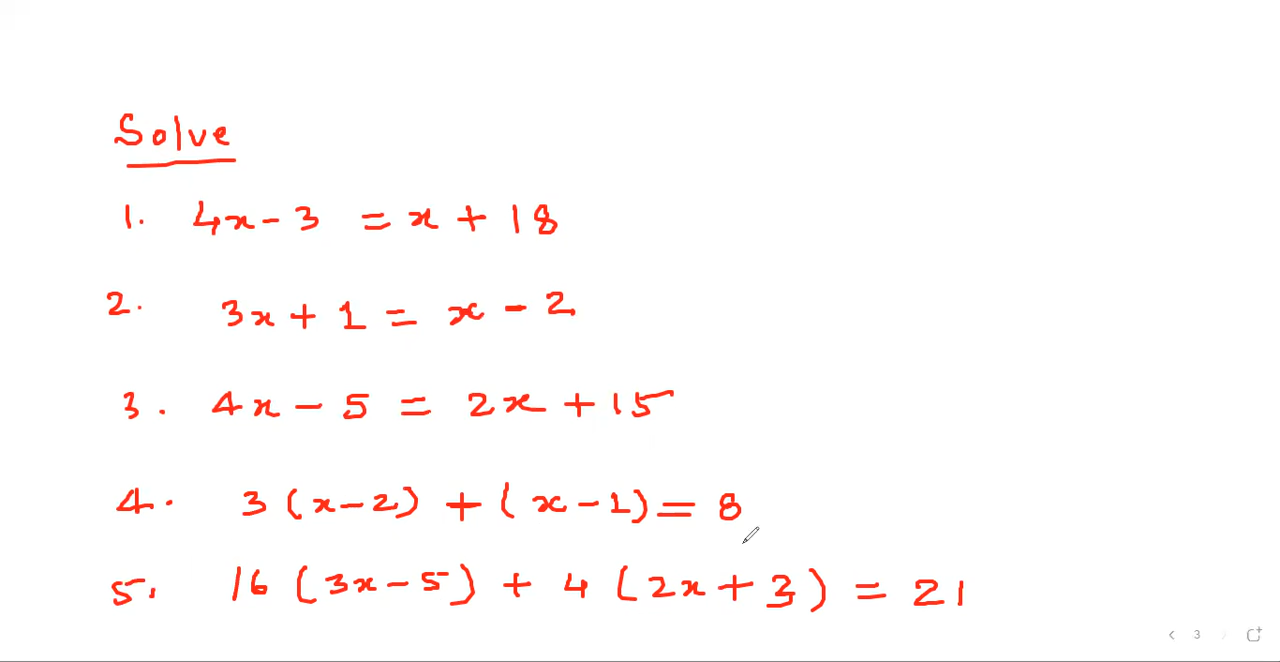 Solve
1. 4x - 3 = x + 18
2. 3x + 1 = x - 2
3. 4x - 5 = 2x + 15
4. 3 (x - 2) + (x - 1) = 8
5. 16 (3x - 5) + 4 (2x + 3) = 21
3